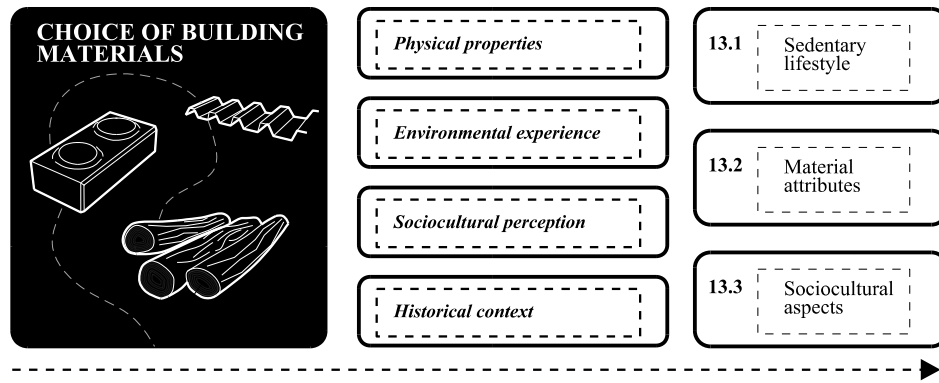 CHOICE OF BUILDING
MATERIALS
Physical properties
Environmental experience
Sociocultural perception
Historical context
13.1 Sedentary
lifestyle
13.2 Material
attributes
13.3 Sociocultural
aspects